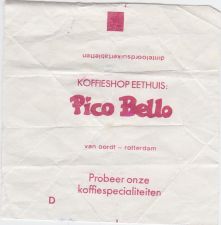 dinteloordsuikertabletten
KOFFIESHOP EETHUIS:
Pico Bello
van oordt – rotterdam
Probeer onze
koffiespecialiteiten
D